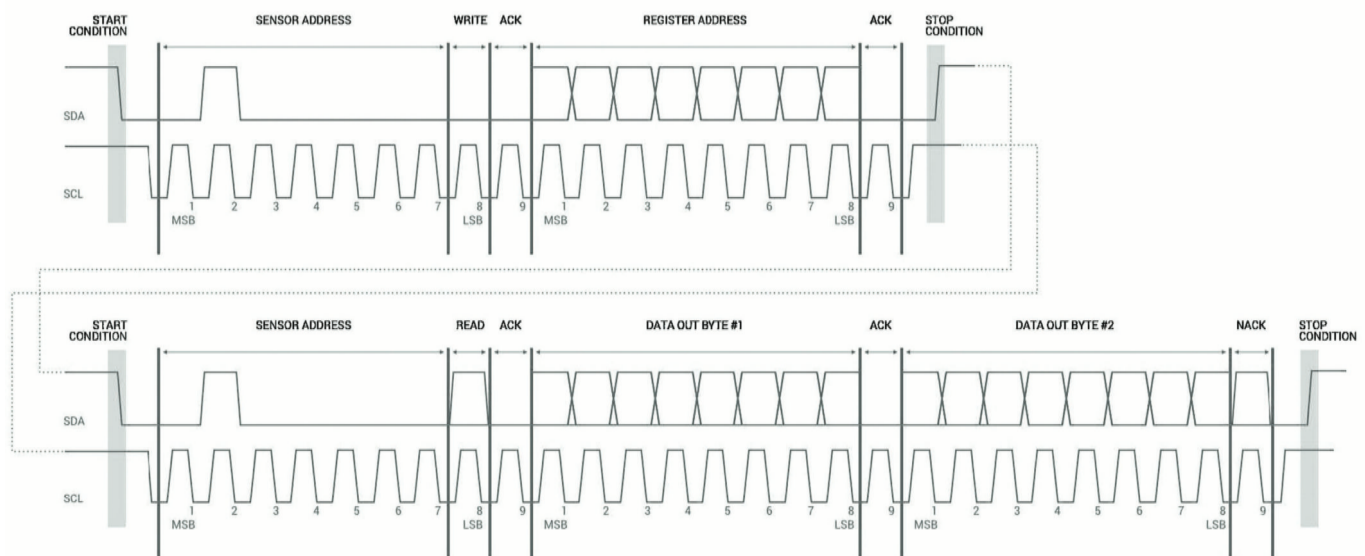 START CONDITION
SENSOR ADDRESS
WRITE
ACK
REGISTER ADDRESS
ACK
STOP CONDITION
SDA
SCL
1 2 3 4 5 6 7 8 9 1 2 3 4 5 6 7 8 9
MSB LSB MSB LSB
START CONDITION
SENSOR ADDRESS
READ
ACK
DATA OUT BYTE #1
ACK
DATA OUT BYTE #2
NACK
STOP CONDITION
SDA
SCL
1 2 3 4 5 6 7 8 9 1 2 3 4 5 6 7 8 9 1 2 3 4 5 6 7 8 9
MSB LSB MSB LSB MSB LSB